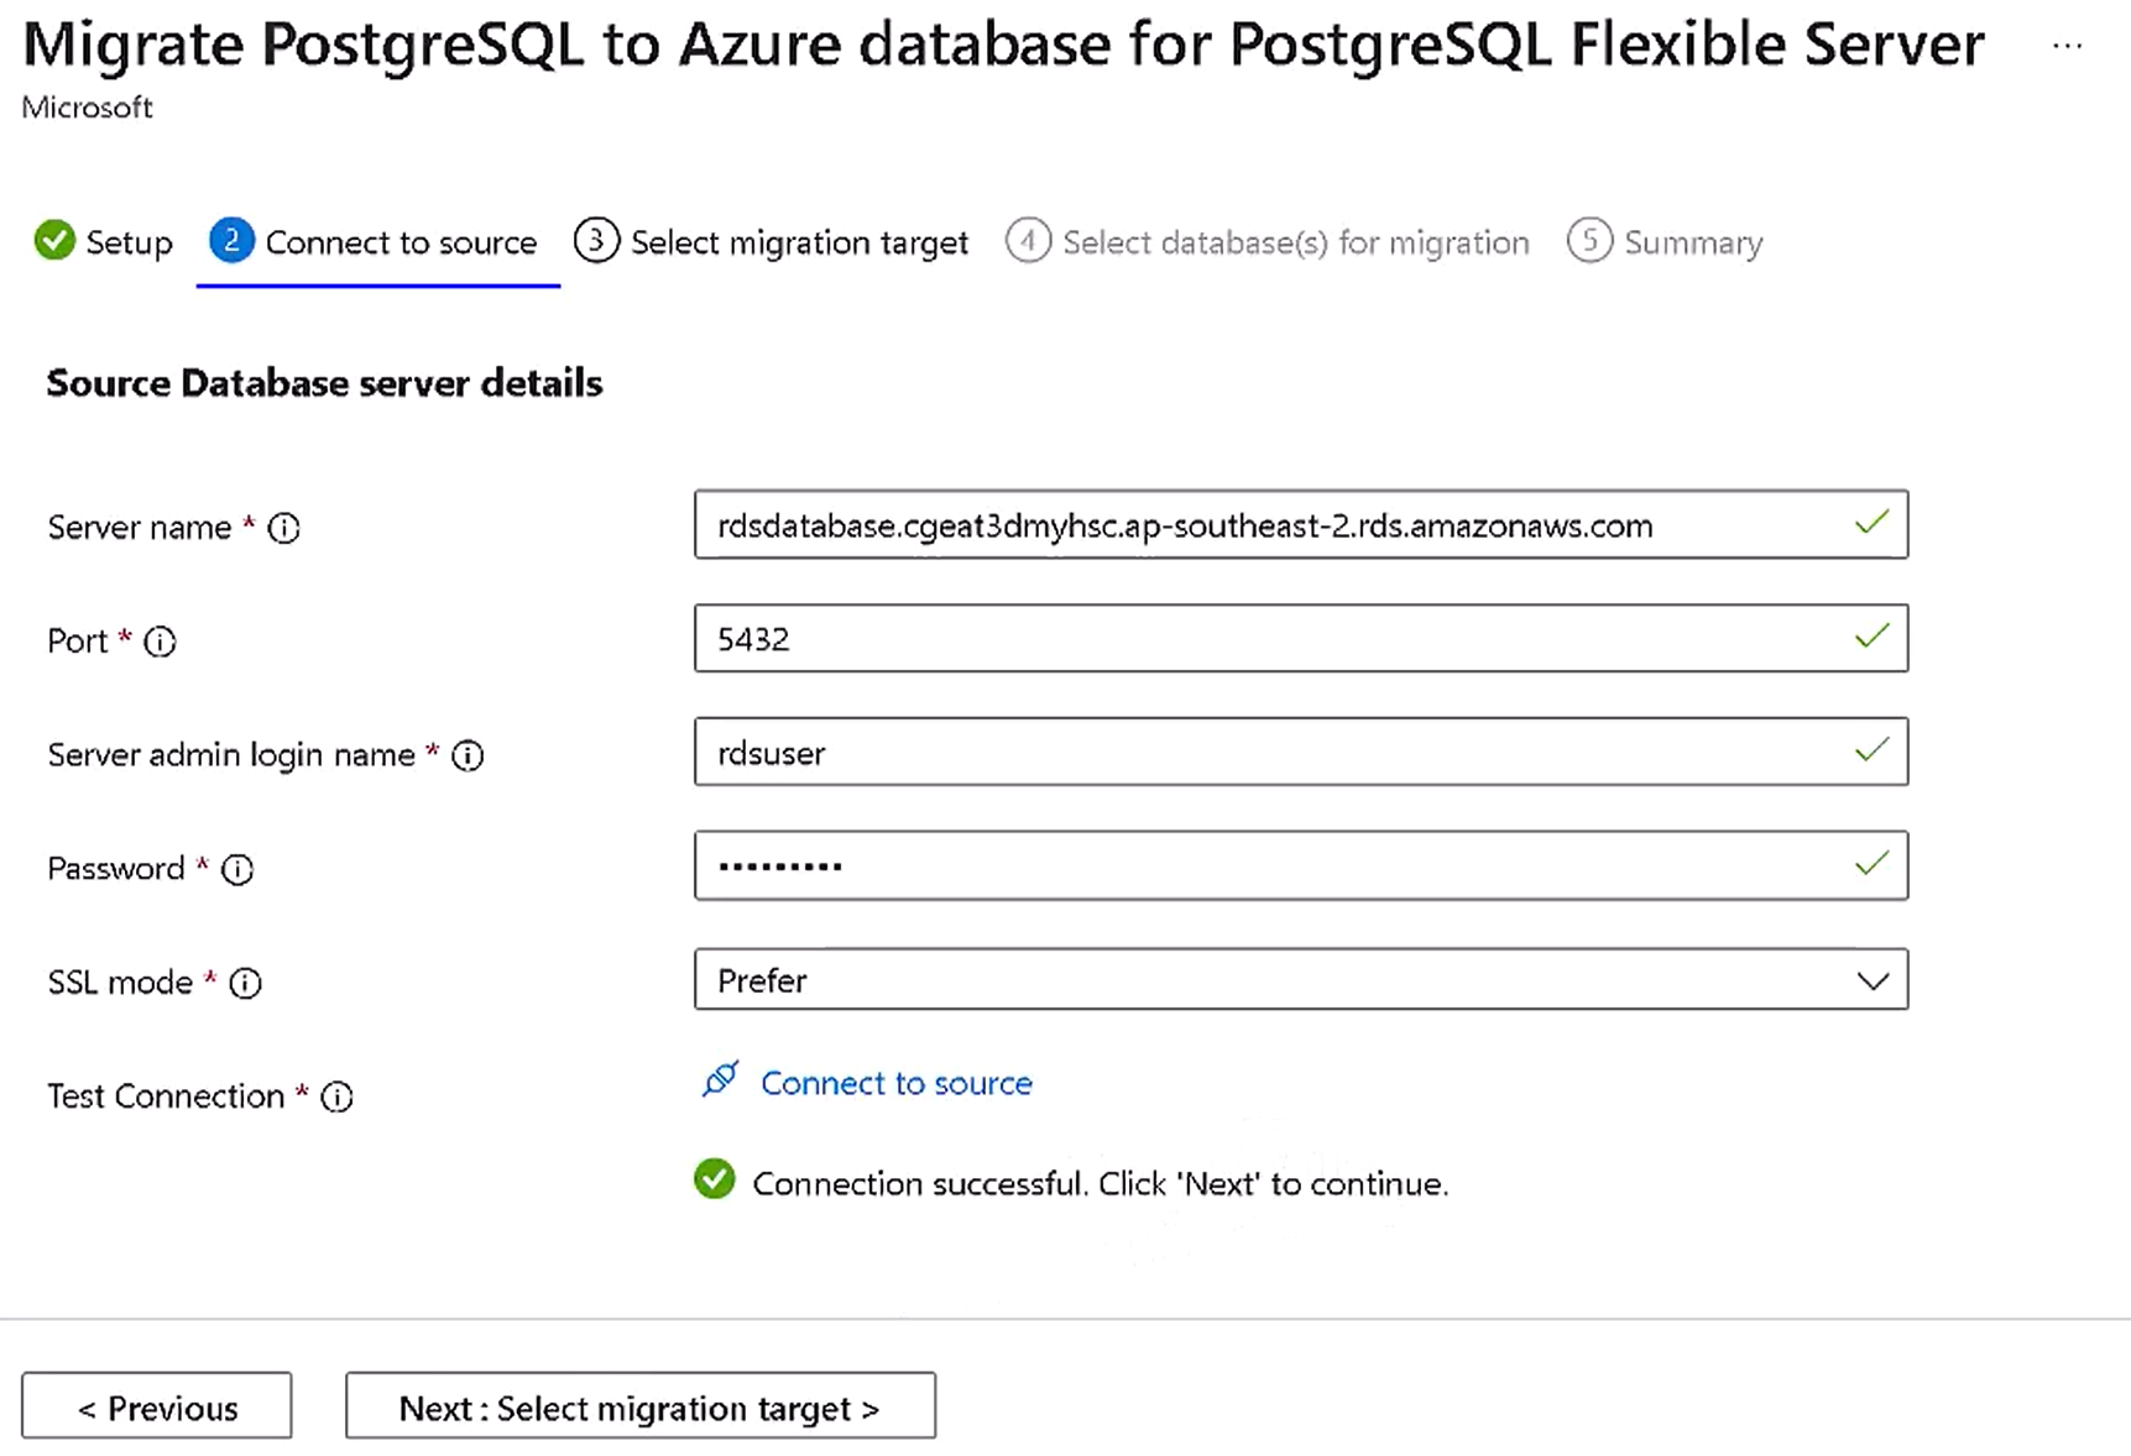 Migrate PostgreSQL to Azure database for PostgreSQL Flexible Server ...
Microsoft
Setup 2 Connect to source 3 Select migration target 4 Select database(s) for migration 5 Summary
Source Database server details
Server name * rdsdatabase.cgeat3dmyhsc.ap-southeast-2.rds.amazonaws.com
Port * 5432
Server admin login name * rdsuser
Password * •••••••••
SSL mode * Prefer
Test Connection * Connect to source
Connection successful. Click 'Next' to continue.
< Previous Next : Select migration target >